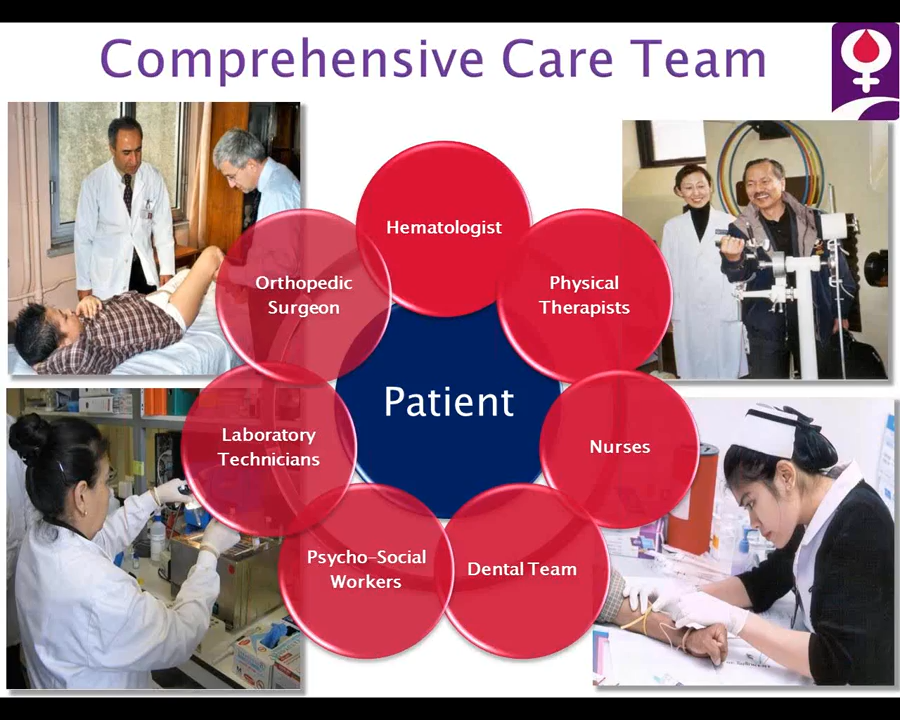 Comprehensive Care Team
Hematologist
Orthopedic
Surgeon
Physical
Therapists
Patient
Laboratory
Technicians
Nurses
Psycho-Social
Workers
Dental Team